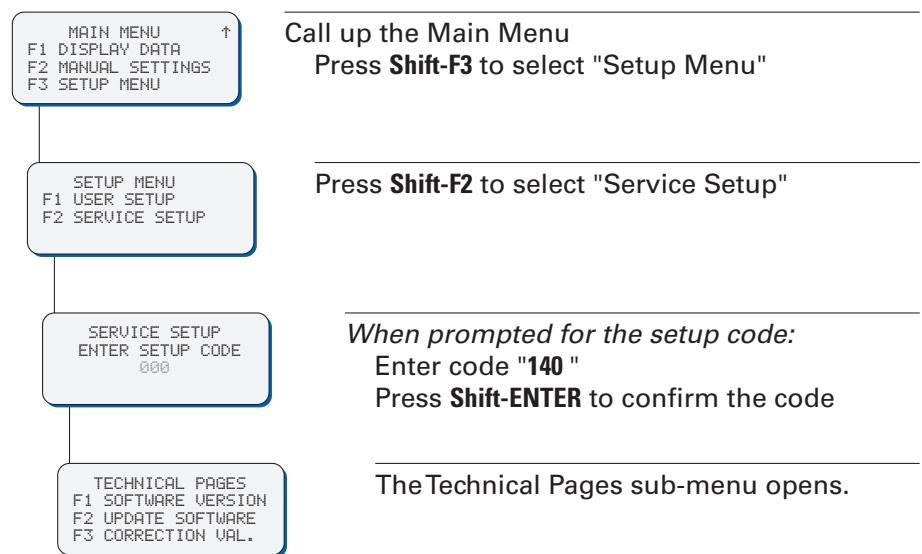 MAIN MENU ↑
F1 DISPLAY DATA
F2 MANUAL SETTINGS
F3 SETUP MENU
Call up the Main Menu
Press Shift-F3 to select "Setup Menu"
SETUP MENU
F1 USER SETUP
F2 SERVICE SETUP
Press Shift-F2 to select "Service Setup"
SERVICE SETUP
ENTER SETUP CODE
000
When prompted for the setup code:
Enter code "140 "
Press Shift-ENTER to confirm the code
TECHNICAL PAGES
F1 SOFTWARE VERSION
F2 UPDATE SOFTWARE
F3 CORRECTION VAL.
The Technical Pages sub-menu opens.